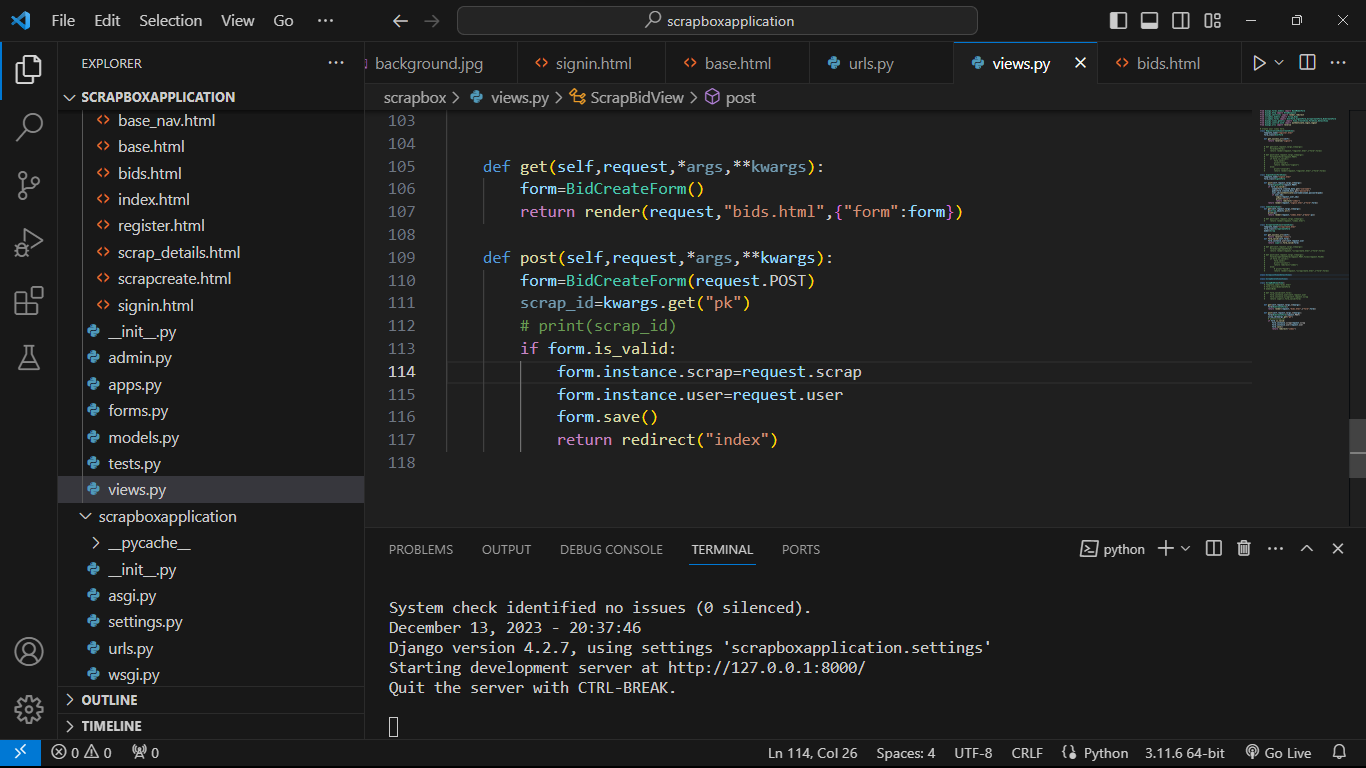 File Edit Selection View Go ··· scrapboxapplication
EXPLORER ···
background.jpg signin.html base.html urls.py views.py bids.html ···
SCRAPBOXAPPLICATION
base_nav.html
base.html
bids.html
index.html
register.html
scrap_details.html
scrapcreate.html
signin.html
__init__.py
admin.py
apps.py
forms.py
models.py
tests.py
views.py
scrapboxapplication
__pycache__
__init__.py
asgi.py
settings.py
urls.py
wsgi.py
OUTLINE
TIMELINE
scrapbox > views.py > ScrapBidView > post
103
104
105 def get(self,request,*args,**kwargs):
106 form=BidCreateForm()
107 return render(request,"bids.html",{"form":form})
108
109 def post(self,request,*args,**kwargs):
110 form=BidCreateForm(request.POST)
111 scrap_id=kwargs.get("pk")
112 # print(scrap_id)
113 if form.is_valid:
114 form.instance.scrap=request.scrap
115 form.instance.user=request.user
116 form.save()
117 return redirect("index")
118
PROBLEMS OUTPUT DEBUG CONSOLE TERMINAL PORTS python ···
System check identified no issues (0 silenced).
December 13, 2023 - 20:37:46
Django version 4.2.7, using settings 'scrapboxapplication.settings'
Starting development server at http://127.0.0.1:8000/
Quit the server with CTRL-BREAK.
0 0 0 Ln 114, Col 26 Spaces: 4 UTF-8 CRLF Python 3.11.6 64-bit Go Live